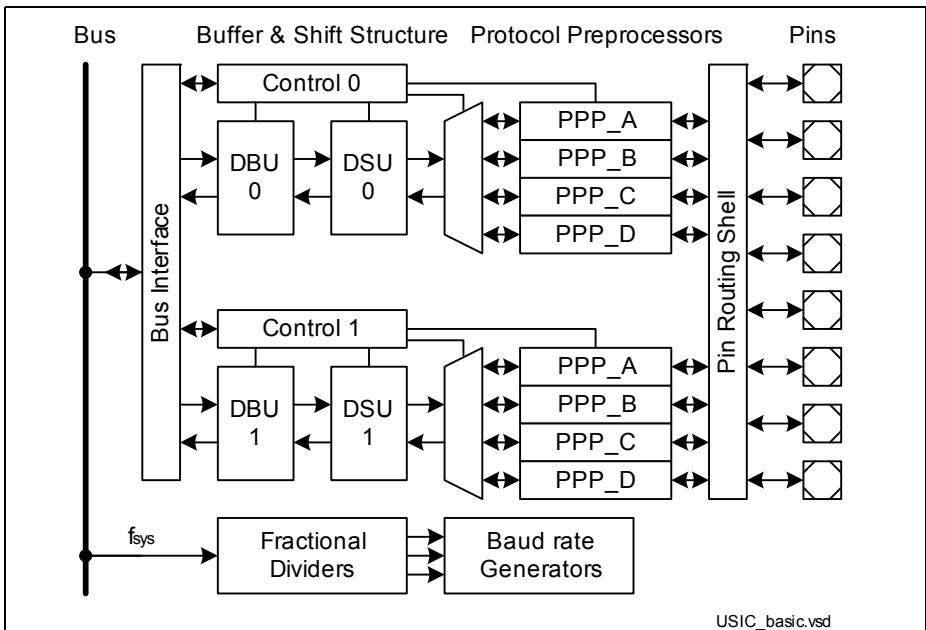 Bus
Buffer & Shift Structure
Protocol Preprocessors
Pins
Bus Interface
Control 0
DBU
0
DSU
0
PPP_A
PPP_B
PPP_C
PPP_D
Pin Routing Shell
Control 1
DBU
1
DSU
1
PPP_A
PPP_B
PPP_C
PPP_D
fsys
Fractional
Dividers
Baud rate
Generators
USIC_basic.vsd